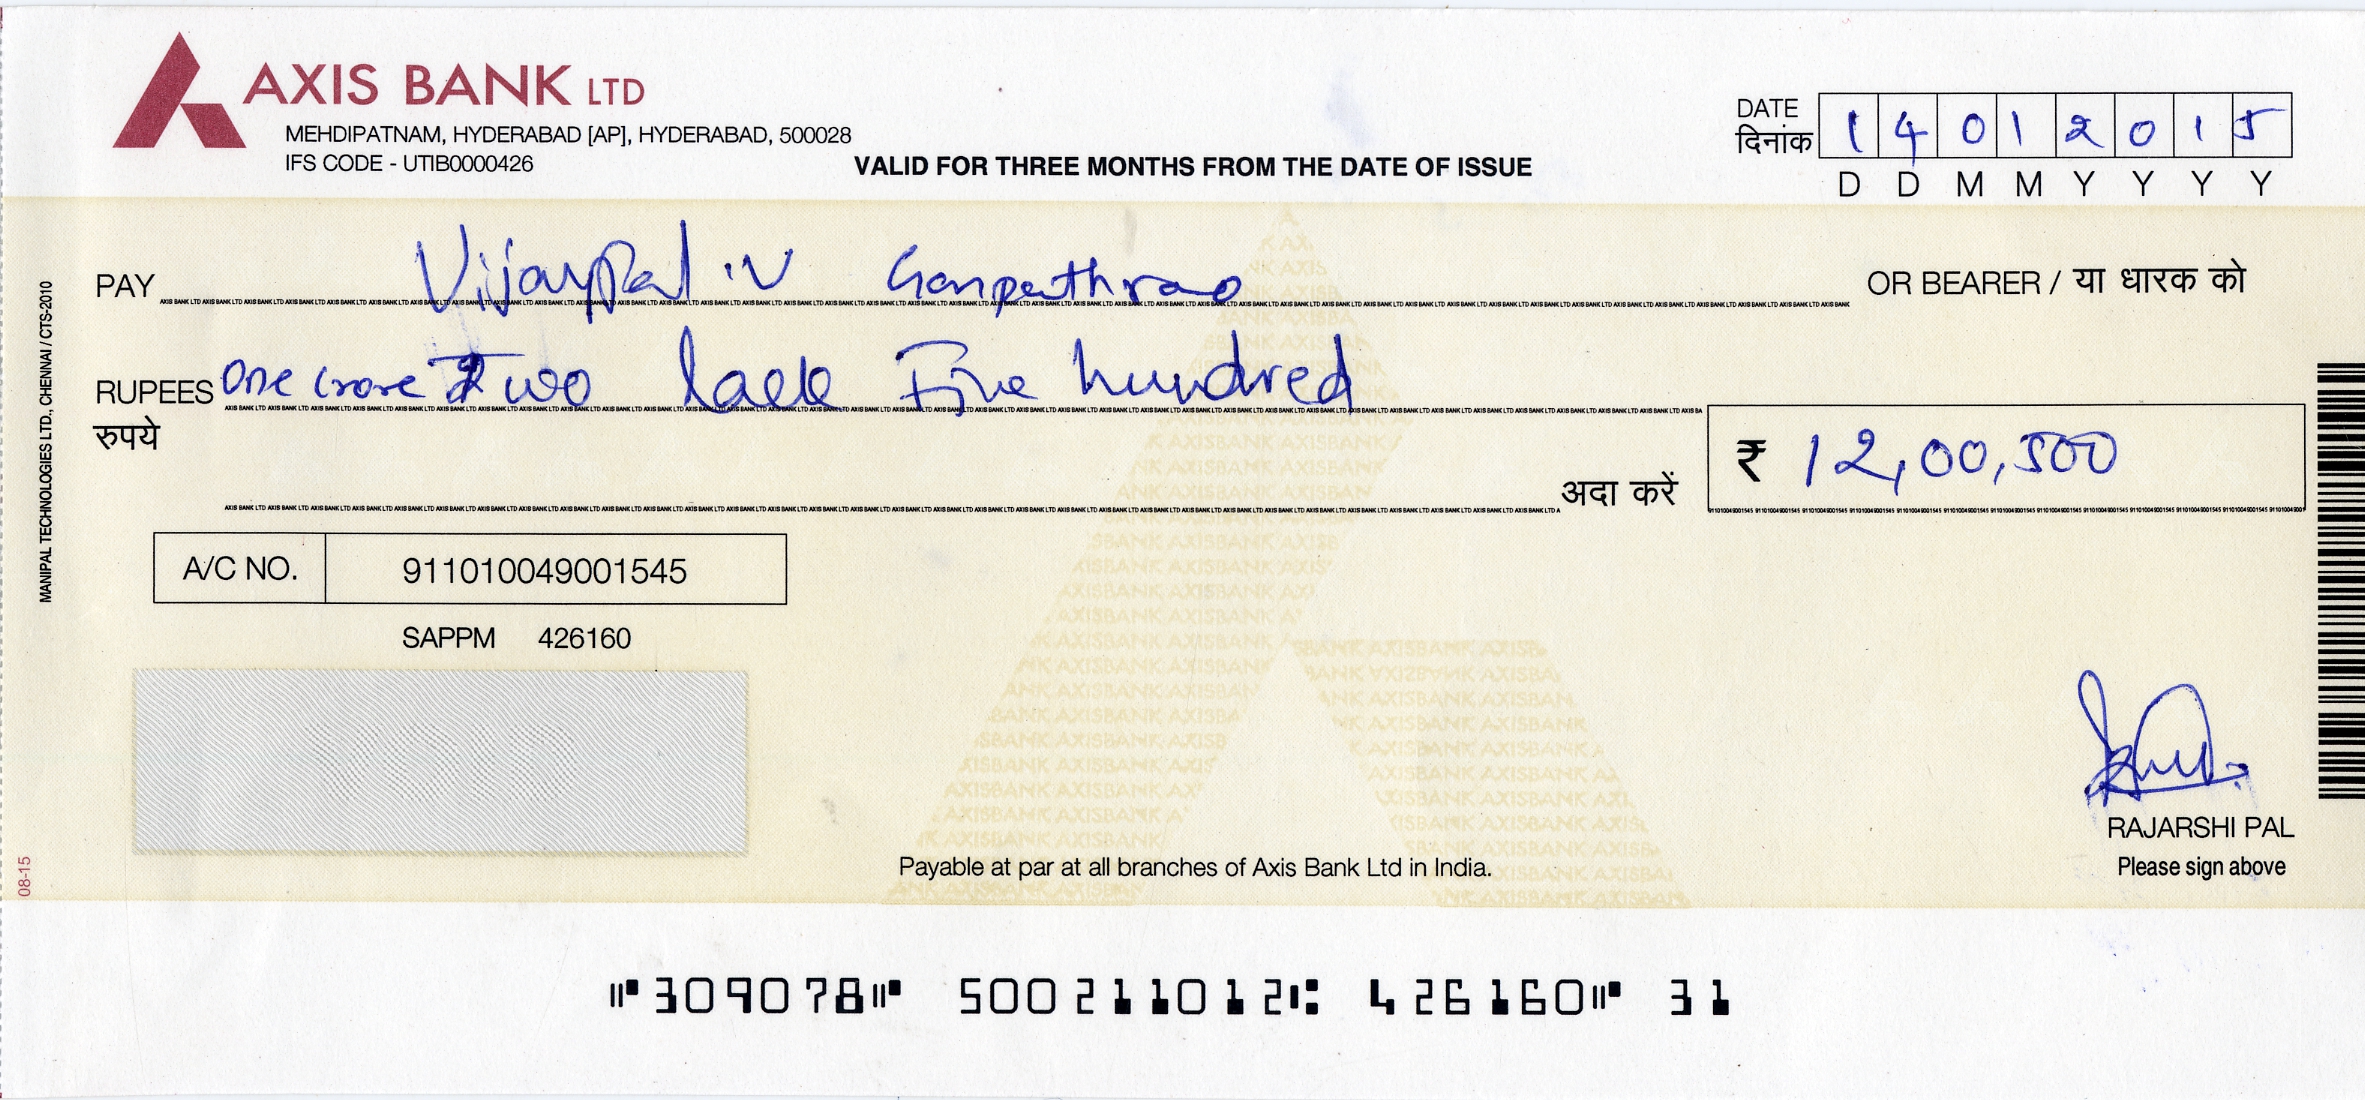 AXIS BANK LTD
MEHDIPATNAM, HYDERABAD [AP], HYDERABAD, 500028
IFS CODE - UTIB0000426
VALID FOR THREE MONTHS FROM THE DATE OF ISSUE
DATE
दिनांक
1 4 0 1 2 0 1 5
D D M M Y Y Y Y
PAY Vijaypal .V Ganpathrao OR BEARER / या धारक को
RUPEES One crore Two Five hundred
रुपये
अदा करें ₹ 12,00,500
A/C NO. 911010049001545
SAPPM 426160
VOID
RAJARSHI PAL
Please sign above
Payable at par at all branches of Axis Bank Ltd in India.
MANIPAL TECHNOLOGIES LTD., CHENNAI / CTS-2010
08-15
⑈309078⑈ 500211012⑆ 426160⑈ 31